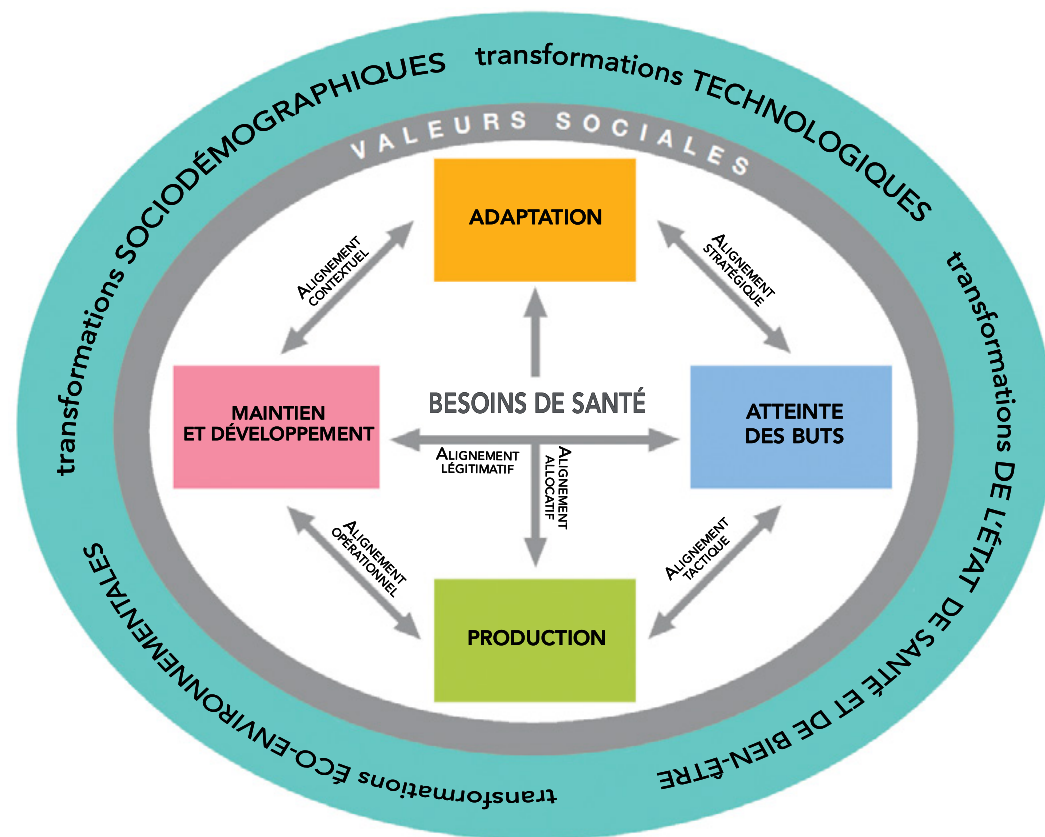 transformations SOCIODÉMOGRAPHIQUES
transformations TECHNOLOGIQUES
transformations DE L'ÉTAT DE SANTÉ ET DE BIEN-ÊTRE
transformations ÉCO-ENVIRONNEMENTALES
VALEURS SOCIALES
ADAPTATION
ALIGNEMENT
CONTEXTUEL
ALIGNEMENT
STRATÉGIQUE
MAINTIEN
ET DÉVELOPPEMENT
BESOINS DE SANTÉ
ATTEINTE
DES BUTS
ALIGNEMENT
LÉGITIMATIF
ALIGNEMENT
ALLOCATIF
ALIGNEMENT
OPÉRATIONNEL
ALIGNEMENT
TACTIQUE
PRODUCTION